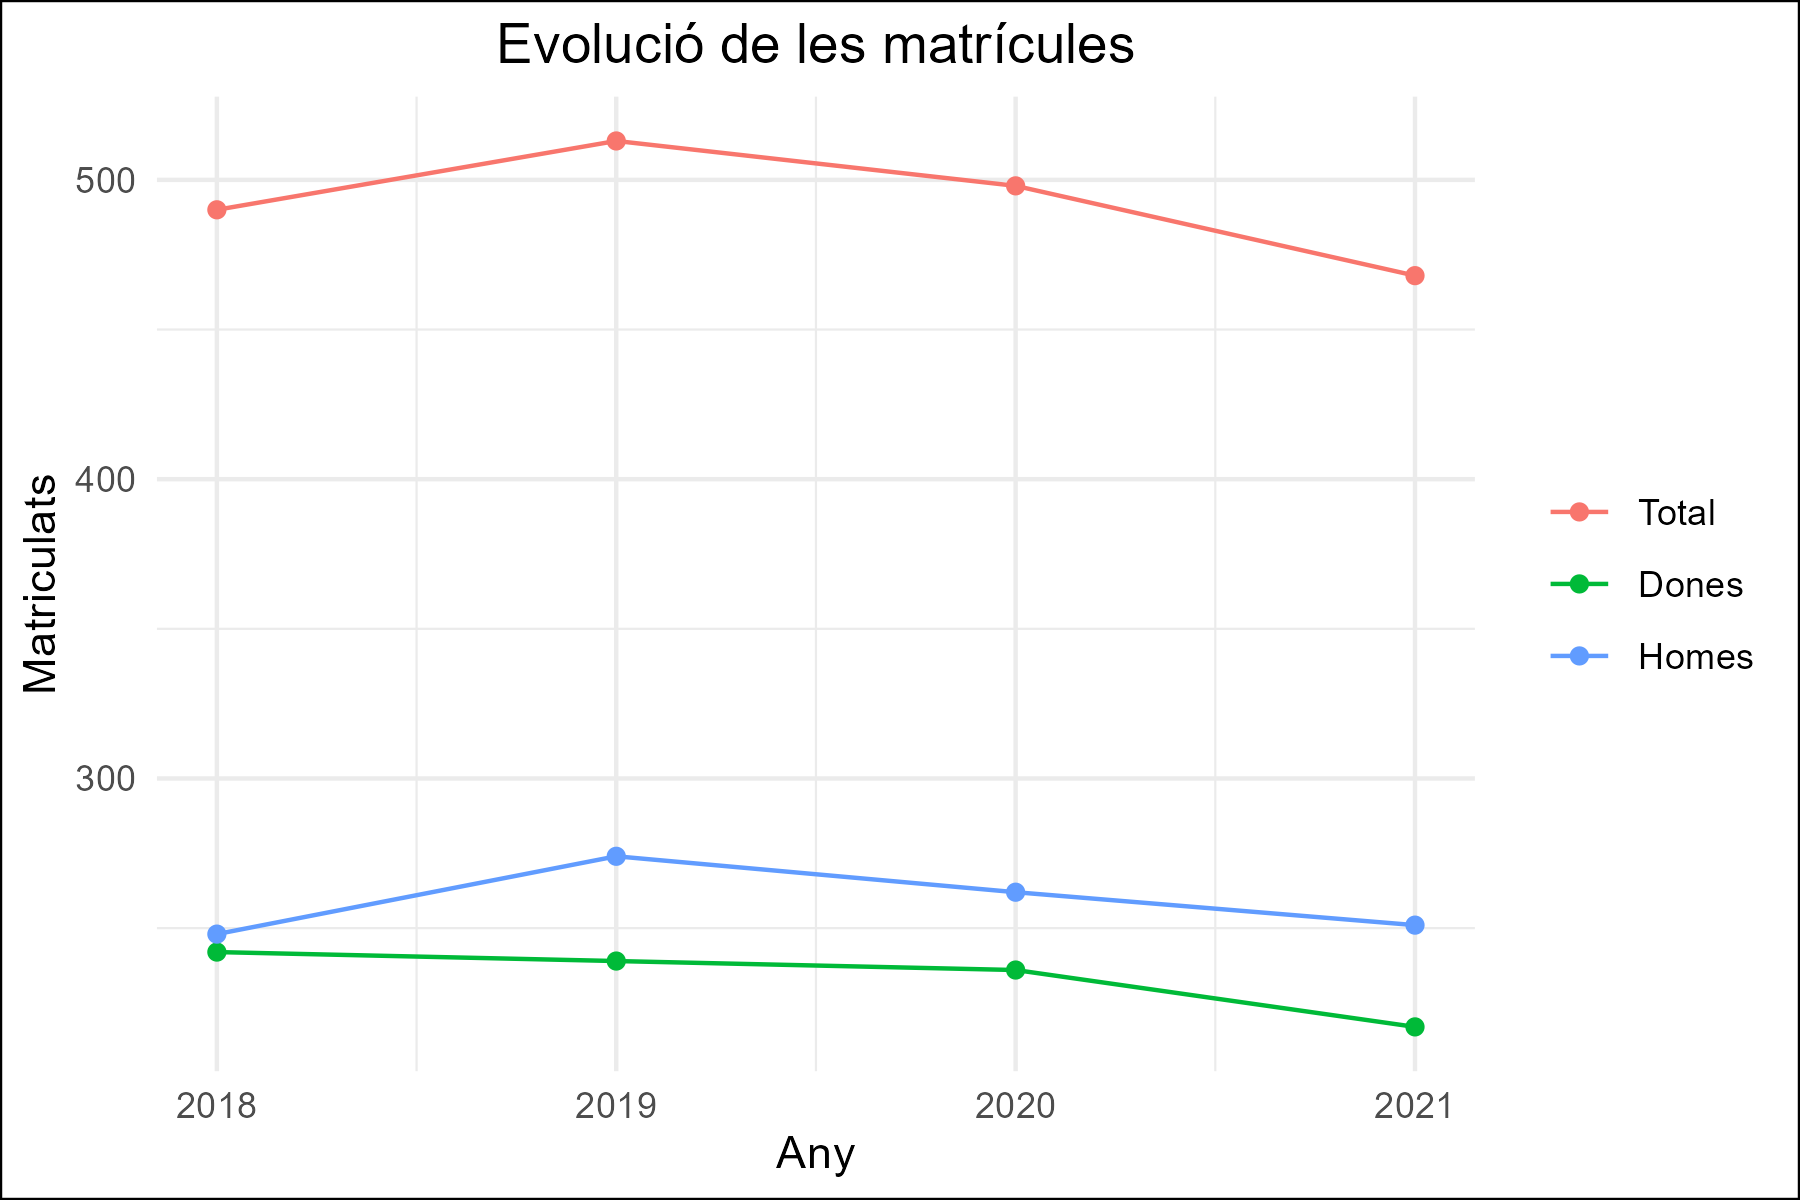 Evolució de les matrícules
500
400
300
Matriculats
2018 2019 2020 2021
Any
Total
Dones
Homes